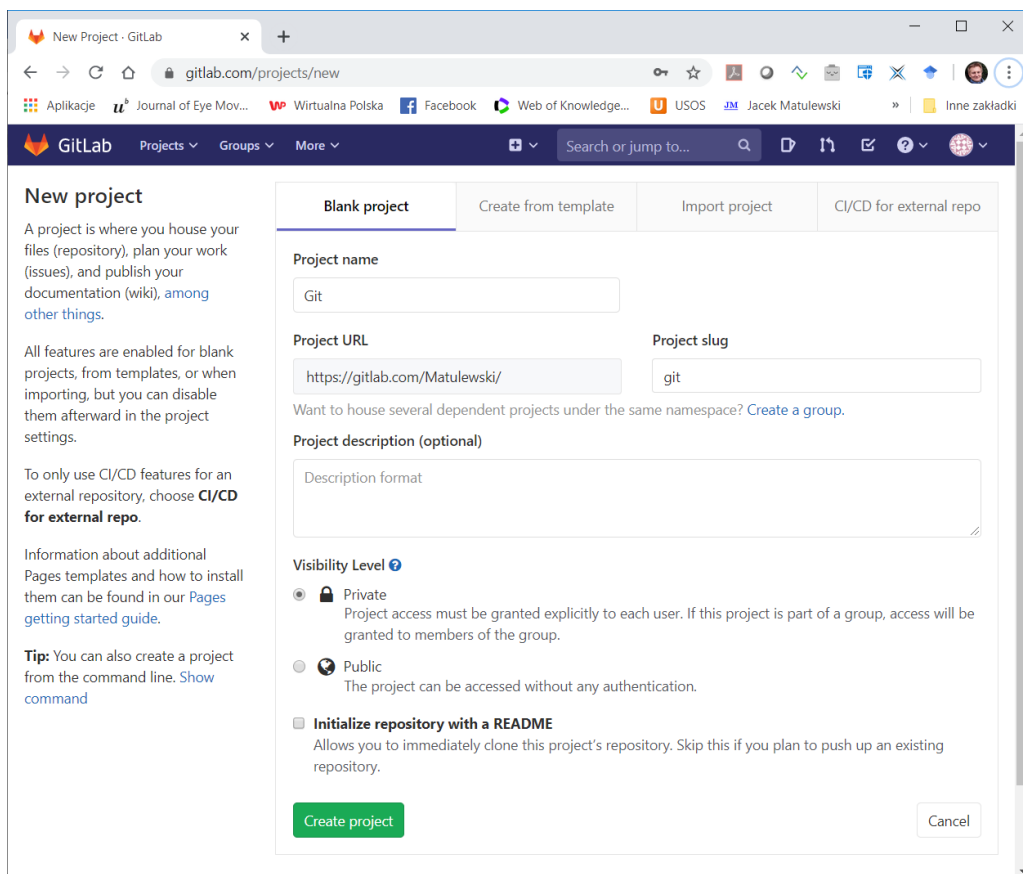 New Project · GitLab
gitlab.com/projects/new
Aplikacje
Journal of Eye Mov...
Wirtualna Polska
Facebook
Web of Knowledge...
USOS
JM Jacek Matulewski
»
Inne zakładki
GitLab
Projects
Groups
More
Search or jump to...
New project
A project is where you house your
files (repository), plan your work
(issues), and publish your
documentation (wiki), among
other things.
All features are enabled for blank
projects, from templates, or when
importing, but you can disable
them afterward in the project
settings.
To only use CI/CD features for an
external repository, choose CI/CD
for external repo.
Information about additional
Pages templates and how to install
them can be found in our Pages
getting started guide.
Tip: You can also create a project
from the command line. Show
command
Blank project
Create from template
Import project
CI/CD for external repo
Project name
Git
Project URL
Project slug
https://gitlab.com/Matulewski/
git
Want to house several dependent projects under the same namespace? Create a group.
Project description (optional)
Description format
Visibility Level
Private
Project access must be granted explicitly to each user. If this project is part of a group, access will be
granted to members of the group.
Public
The project can be accessed without any authentication.
Initialize repository with a README
Allows you to immediately clone this project's repository. Skip this if you plan to push up an existing
repository.
Create project
Cancel